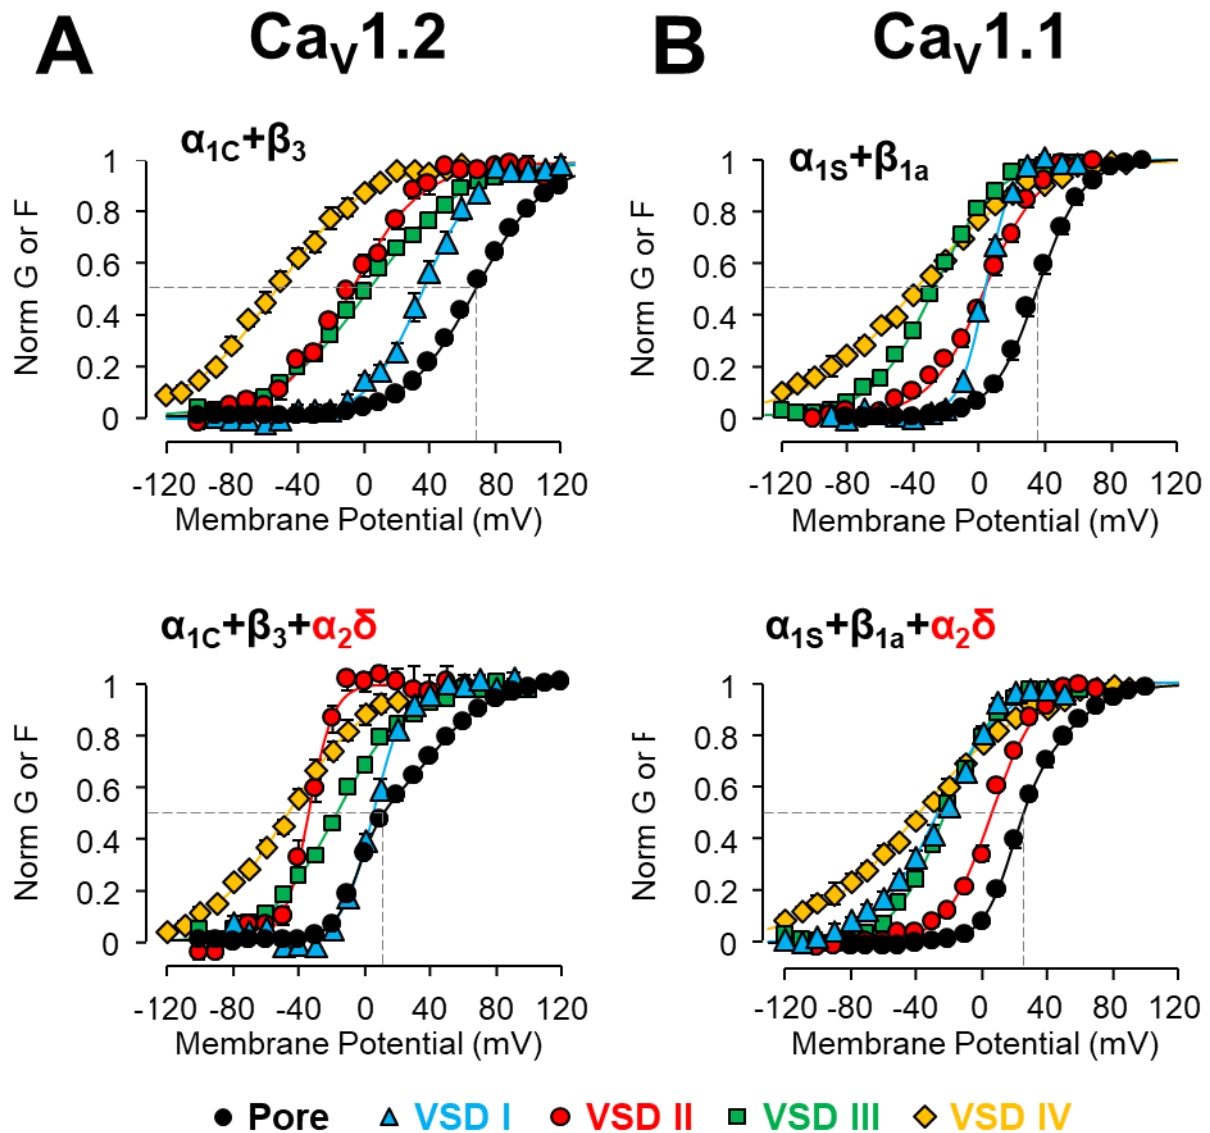 A CaV1.2 B CaV1.1
α1C+β3
α1S+β1a
1
0.8
0.6
0.4
0.2
0
Norm G or F
-120 -80 -40 0 40 80 120
Membrane Potential (mV)
1
0.8
0.6
0.4
0.2
0
Norm G or F
-120 -80 -40 0 40 80 120
Membrane Potential (mV)
α1C+β3+α2δ
α1S+β1a+α2δ
1
0.8
0.6
0.4
0.2
0
Norm G or F
-120 -80 -40 0 40 80 120
Membrane Potential (mV)
1
0.8
0.6
0.4
0.2
0
Norm G or F
-120 -80 -40 0 40 80 120
Membrane Potential (mV)
Pore VSD I VSD II VSD III VSD IV